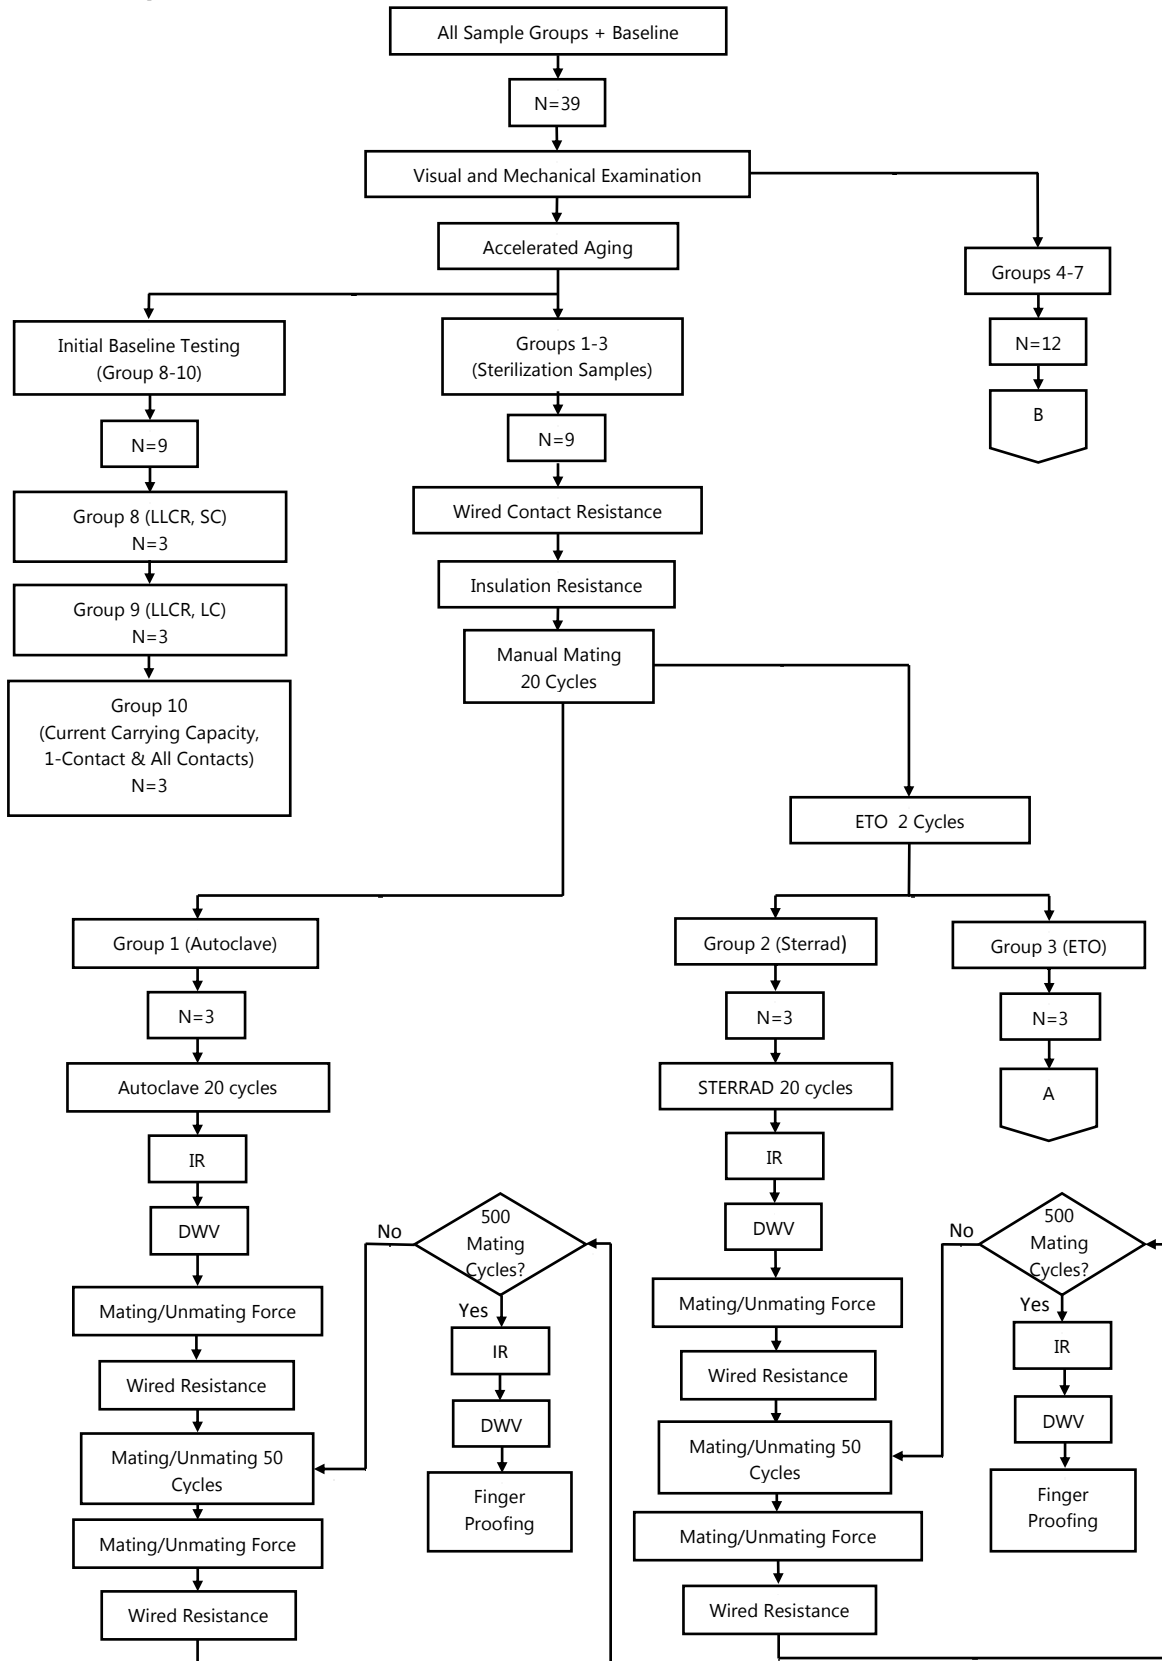 All Sample Groups + Baseline
N=39
Visual and Mechanical Examination
Accelerated Aging
Groups 4-7
N=12
B
Initial Baseline Testing
(Group 8-10)
N=9
Group 8 (LLCR, SC)
N=3
Group 9 (LLCR, LC)
N=3
Group 10
(Current Carrying Capacity,
1-Contact & All Contacts)
N=3
Groups 1-3
(Sterilization Samples)
N=9
Wired Contact Resistance
Insulation Resistance
Manual Mating
20 Cycles
ETO 2 Cycles
Group 1 (Autoclave)
N=3
Autoclave 20 cycles
IR
DWV
Mating/Unmating Force
Wired Resistance
Mating/Unmating 50
Cycles
Mating/Unmating Force
Wired Resistance
No
500
Mating
Cycles?
Yes
IR
DWV
Finger
Proofing
Group 2 (Sterrad)
N=3
STERRAD 20 cycles
IR
DWV
Mating/Unmating Force
Wired Resistance
Mating/Unmating 50
Cycles
Mating/Unmating Force
Wired Resistance
Group 3 (ETO)
N=3
A
No
500
Mating
Cycles?
Yes
IR
DWV
Finger
Proofing